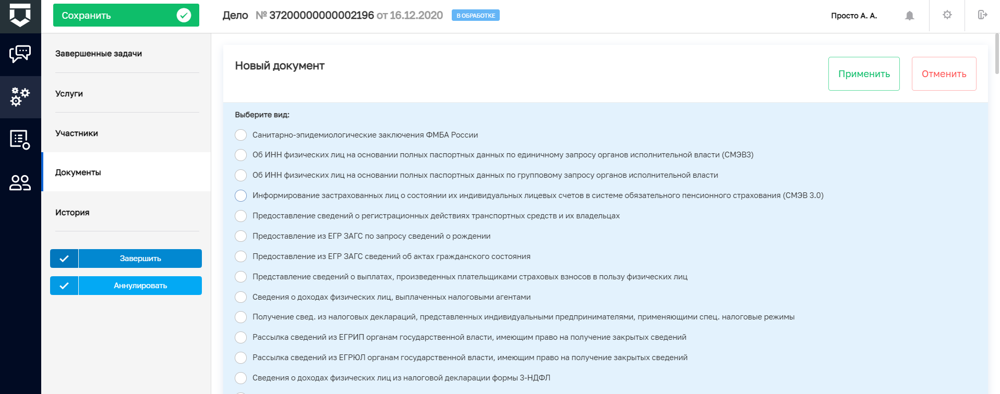 Сохранить
Дело № 37200000000002196 от 16.12.2020 В ОБРАБОТКЕ
Просто А. А.
Завершенные задачи
Услуги
Участники
Документы
История
Завершить
Аннулировать
Новый документ
Применить
Отменить
Выберите вид:
Санитарно-эпидемиологические заключения ФМБА России
Об ИНН физических лиц на основании полных паспортных данных по единичному запросу органов исполнительной власти (СМЭВ3)
Об ИНН физических лиц на основании полных паспортных данных по групповому запросу органов исполнительной власти
Информирование застрахованных лиц о состоянии их индивидуальных лицевых счетов в системе обязательного пенсионного страхования (СМЭВ 3.0)
Предоставление сведений о регистрационных действиях транспортных средств и их владельцах
Предоставление из ЕГР ЗАГС по запросу сведений о рождении
Предоставление из ЕГР ЗАГС сведений об актах гражданского состояния
Представление сведений о выплатах, произведенных плательщиками страховых взносов в пользу физических лиц
Сведения о доходах физических лиц, выплаченных налоговыми агентами
Получение свед. из налоговых деклараций, представленных индивидуальными предпринимателями, применяющими спец. налоговые режимы
Рассылка сведений из ЕГРИП органам государственной власти, имеющим право на получение закрытых сведений
Рассылка сведений из ЕГРЮЛ органам государственной власти, имеющим право на получение закрытых сведений
Сведения о доходах физических лиц из налоговой декларации формы 3-НДФЛ